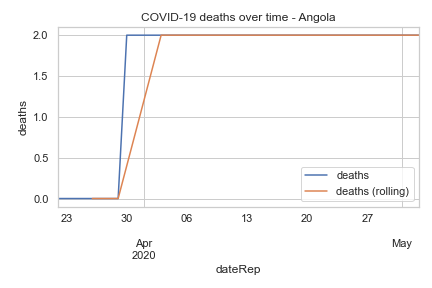 COVID-19 deaths over time - Angola
deaths
2.0
1.5
1.0
0.5
0.0
deaths
deaths (rolling)
23 30 06 13 20 27
Apr May
2020
dateRep